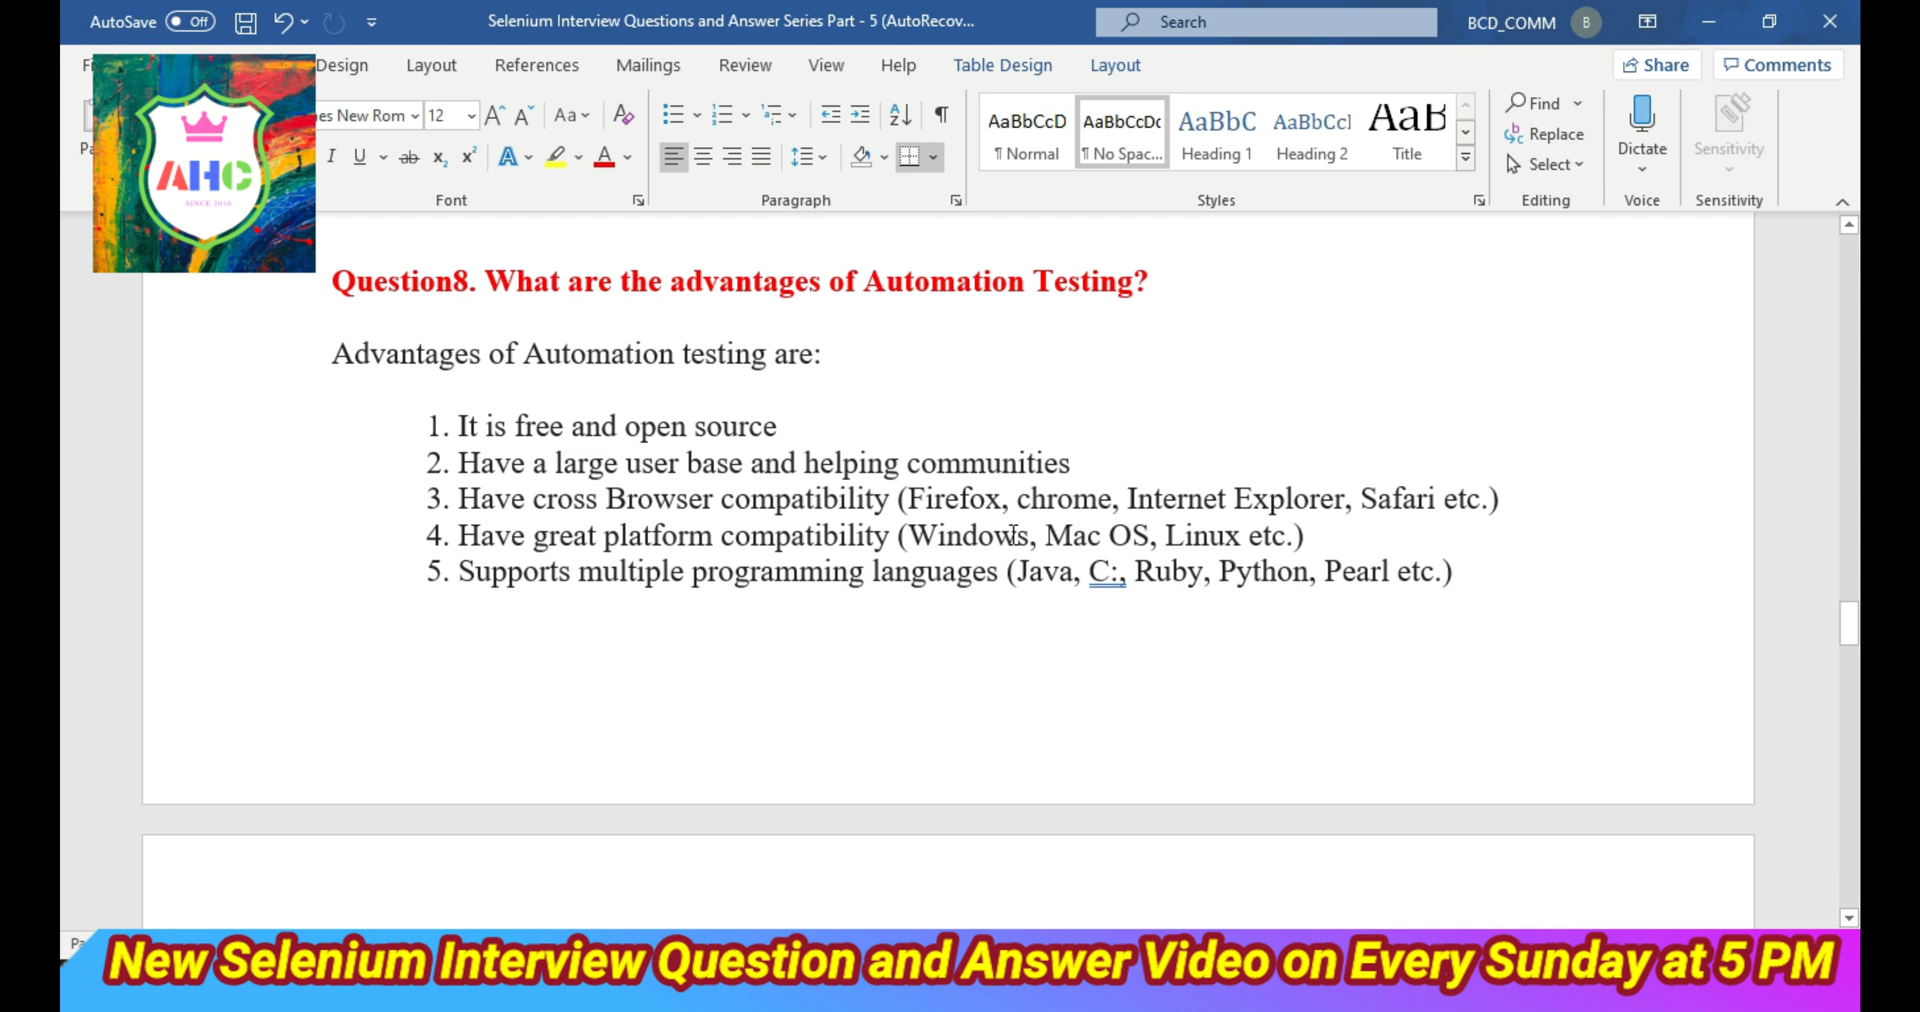 AutoSave Off Selenium Interview Questions and Answer Series Part - 5 (AutoRecov... Search BCD_COMM B
Design Layout References Mailings Review View Help Table Design Layout Share Comments
AHC
SINCE 2016
es New Rom 12 A A Aa A
I U ab x₂ x² A A
A Z ¶
AaBbCcD AaBbCcDc AaBbC AaBbCcl AaB
¶ Normal ¶ No Spac... Heading 1 Heading 2 Title
Find
Replace
Select
Dictate Sensitivity
Font Paragraph Styles Editing Voice Sensitivity
Question8. What are the advantages of Automation Testing?
Advantages of Automation testing are:
1. It is free and open source
2. Have a large user base and helping communities
3. Have cross Browser compatibility (Firefox, chrome, Internet Explorer, Safari etc.)
4. Have great platform compatibility (Windows, Mac OS, Linux etc.)
5. Supports multiple programming languages (Java, C:, Ruby, Python, Pearl etc.)
New Selenium Interview Question and Answer Video on Every Sunday at 5 PM